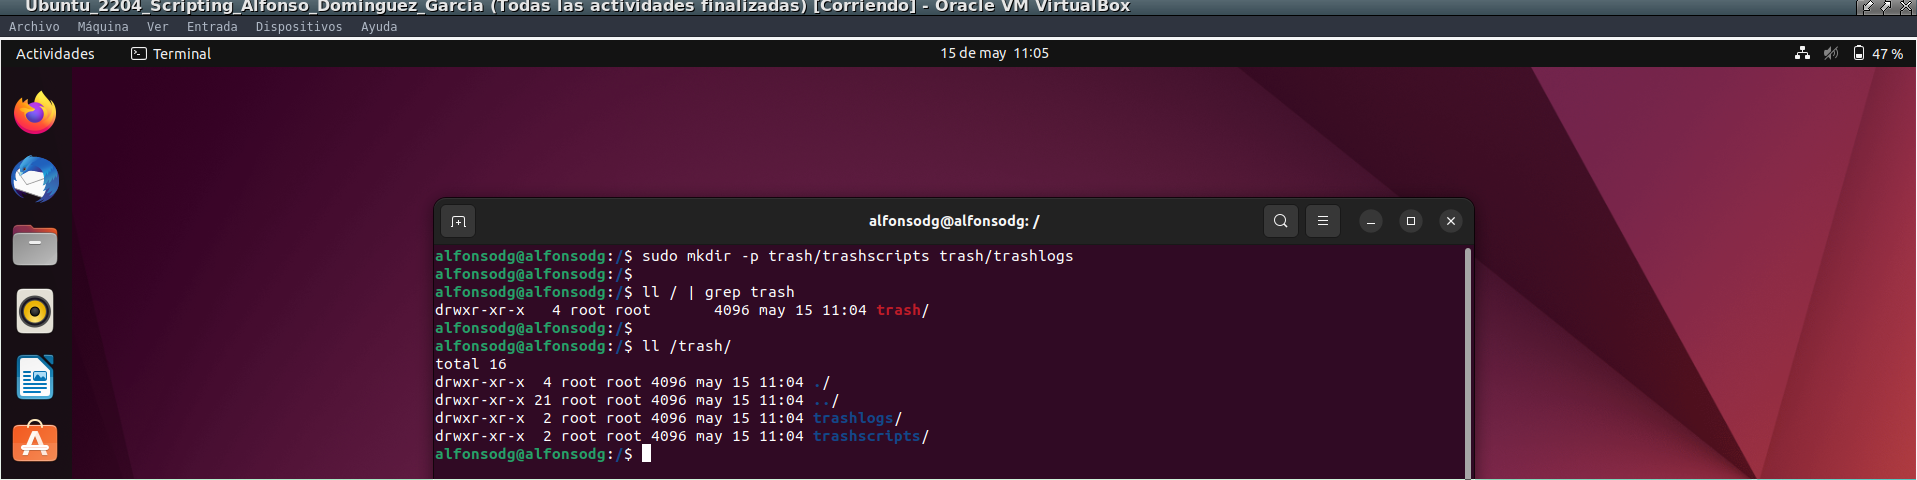 Ubuntu_2204_Scripting_Alfonso_Dominguez_Garcia (Todas las actividades finalizadas) [Corriendo] - Oracle VM VirtualBox
Archivo Máquina Ver Entrada Dispositivos Ayuda
Actividades Terminal 15 de may 11:05 47 %
alfonsodg@alfonsodg: /
alfonsodg@alfonsodg:/$ sudo mkdir -p trash/trashscripts trash/trashlogs
alfonsodg@alfonsodg:/$
alfonsodg@alfonsodg:/$ ll / | grep trash
drwxr-xr-x   4 root root       4096 may 15 11:04 trash/
alfonsodg@alfonsodg:/$
alfonsodg@alfonsodg:/$ ll /trash/
total 16
drwxr-xr-x  4 root root 4096 may 15 11:04 ./
drwxr-xr-x 21 root root 4096 may 15 11:04 ../
drwxr-xr-x  2 root root 4096 may 15 11:04 trashlogs/
drwxr-xr-x  2 root root 4096 may 15 11:04 trashscripts/
alfonsodg@alfonsodg:/$